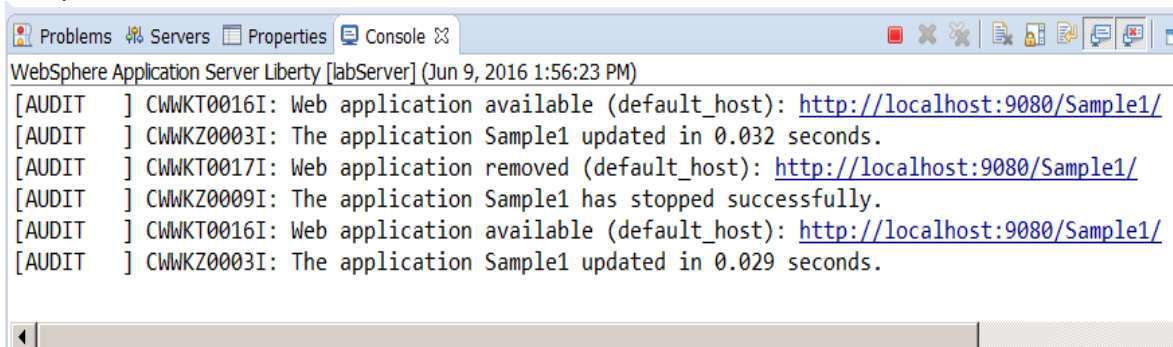 Problems Servers Properties Console
WebSphere Application Server Liberty [labServer] (Jun 9, 2016 1:56:23 PM)
[AUDIT   ] CWWKT0016I: Web application available (default_host): http://localhost:9080/Sample1/
[AUDIT   ] CWWKZ0003I: The application Sample1 updated in 0.032 seconds.
[AUDIT   ] CWWKT0017I: Web application removed (default_host): http://localhost:9080/Sample1/
[AUDIT   ] CWWKZ0009I: The application Sample1 has stopped successfully.
[AUDIT   ] CWWKT0016I: Web application available (default_host): http://localhost:9080/Sample1/
[AUDIT   ] CWWKZ0003I: The application Sample1 updated in 0.029 seconds.